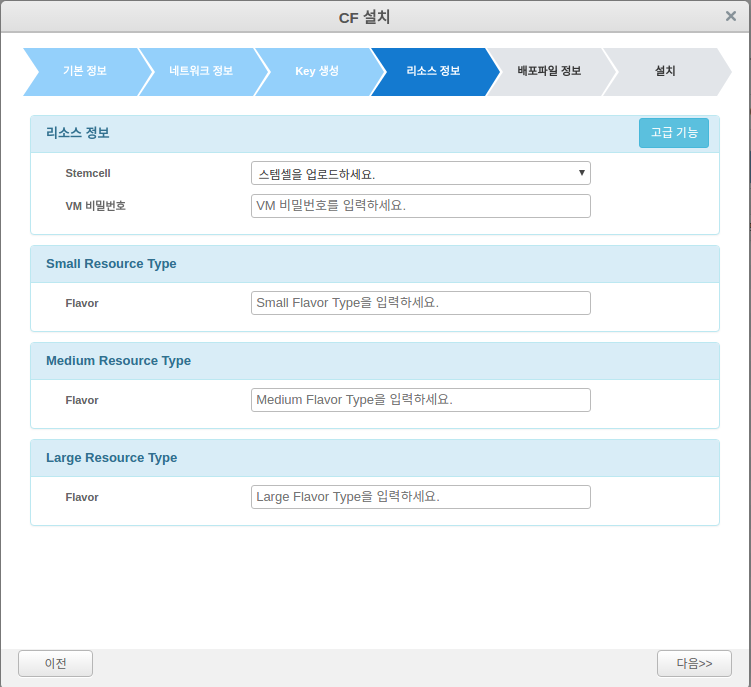 CF 설치
×
기본 정보
네트워크 정보
Key 생성
리소스 정보
배포파일 정보
설치
리소스 정보
고급 기능
Stemcell
스템셀을 업로드하세요.
VM 비밀번호
VM 비밀번호를 입력하세요.
Small Resource Type
Flavor
Small Flavor Type을 입력하세요.
Medium Resource Type
Flavor
Medium Flavor Type을 입력하세요.
Large Resource Type
Flavor
Large Flavor Type을 입력하세요.
이전
다음>>